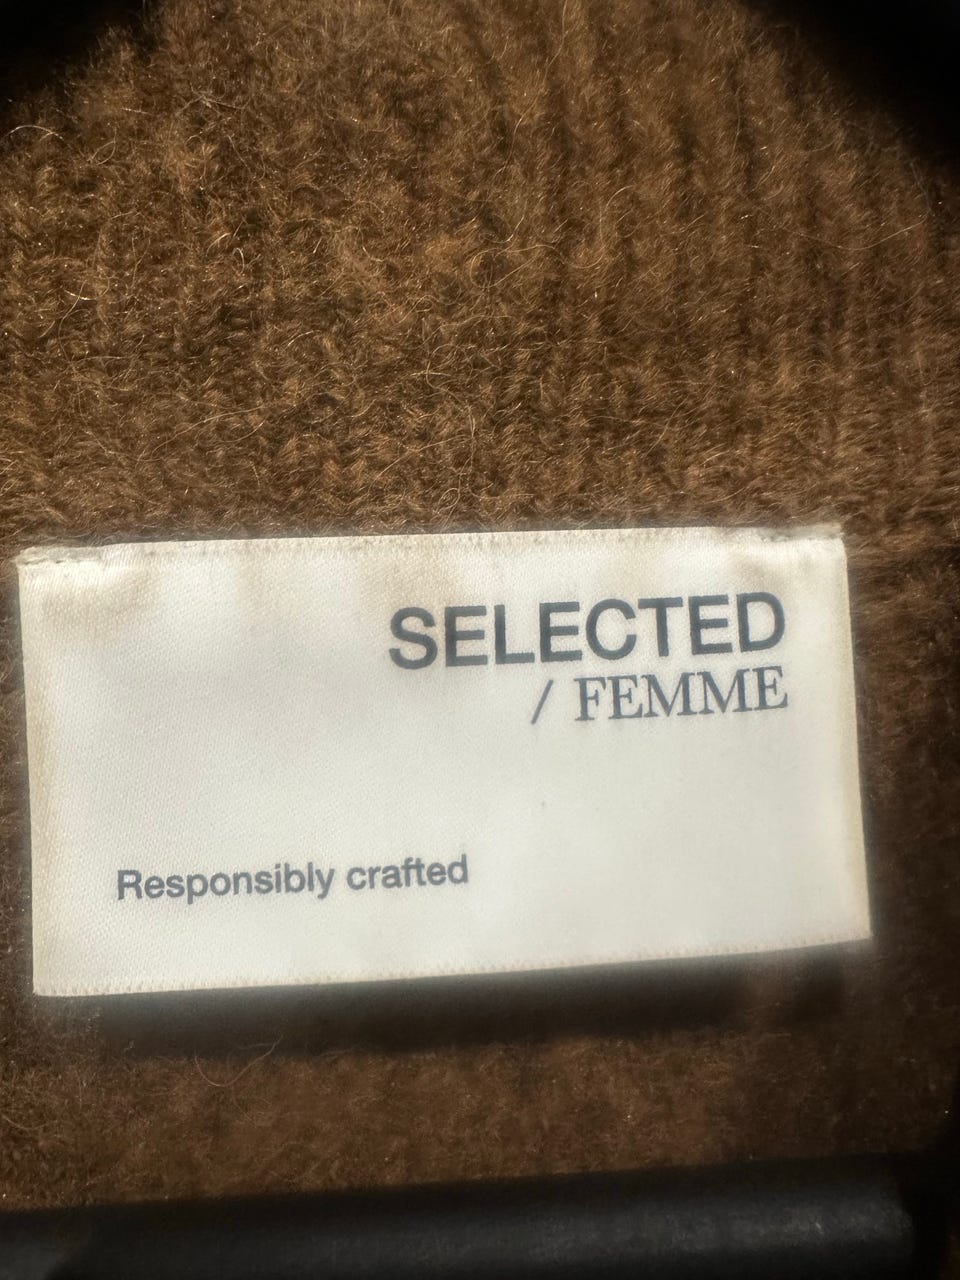 SELECTED
/ FEMME
Responsibly crafted